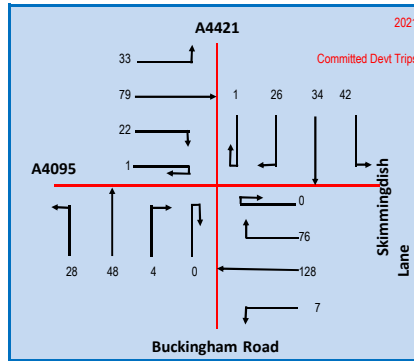 2021
A4421
Committed Devt Trips
33
79
1
26
34
42
22
1
A4095
0
Skimmingdish
Lane
76
28
48
4
0
128
7
Buckingham Road